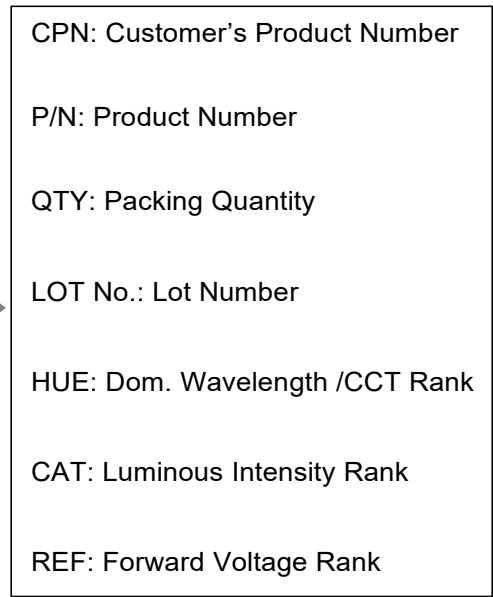 CPN: Customer’s Product Number
P/N: Product Number
QTY: Packing Quantity
LOT No.: Lot Number
HUE: Dom. Wavelength /CCT Rank
CAT: Luminous Intensity Rank
REF: Forward Voltage Rank